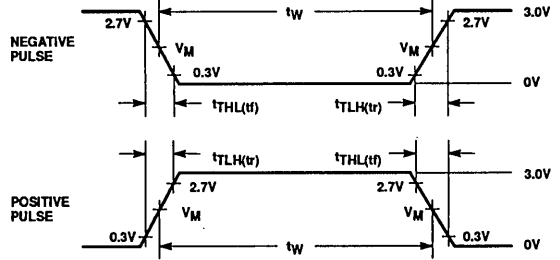 tW
3.0V
2.7V 2.7V
NEGATIVE
PULSE
VM VM
0.3V 0.3V
0V
tTHL(tf) tTLH(tr)
tTLH(tr) tTHL(tf)
3.0V
2.7V 2.7V
POSITIVE
PULSE
VM VM
0.3V 0.3V
tW
0V